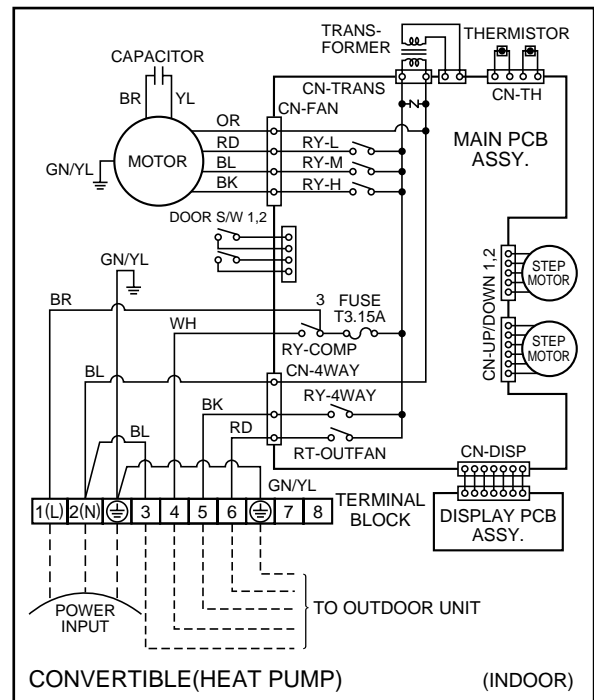 TRANS-
FORMER
THERMISTOR
CAPACITOR
BR YL
CN-TRANS
CN-TH
CN-FAN
N
OR
RD
BL
BK
RY-L
RY-M
RY-H
MOTOR
GN/YL
MAIN PCB
ASSY.
DOOR S/W 1,2
GN/YL
STEP
MOTOR
CN-UP/DOWN 1,2
STEP
MOTOR
BR
3
FUSE
T3.15A
WH
RY-COMP
BL
CN-4WAY
BK
RY-4WAY
RD
RT-OUTFAN
BL
CN-DISP
GN/YL
1(L) 2(N) 3 4 5 6 7 8
TERMINAL
BLOCK
DISPLAY PCB
ASSY.
POWER
INPUT
TO OUTDOOR UNIT
CONVERTIBLE(HEAT PUMP)
(INDOOR)